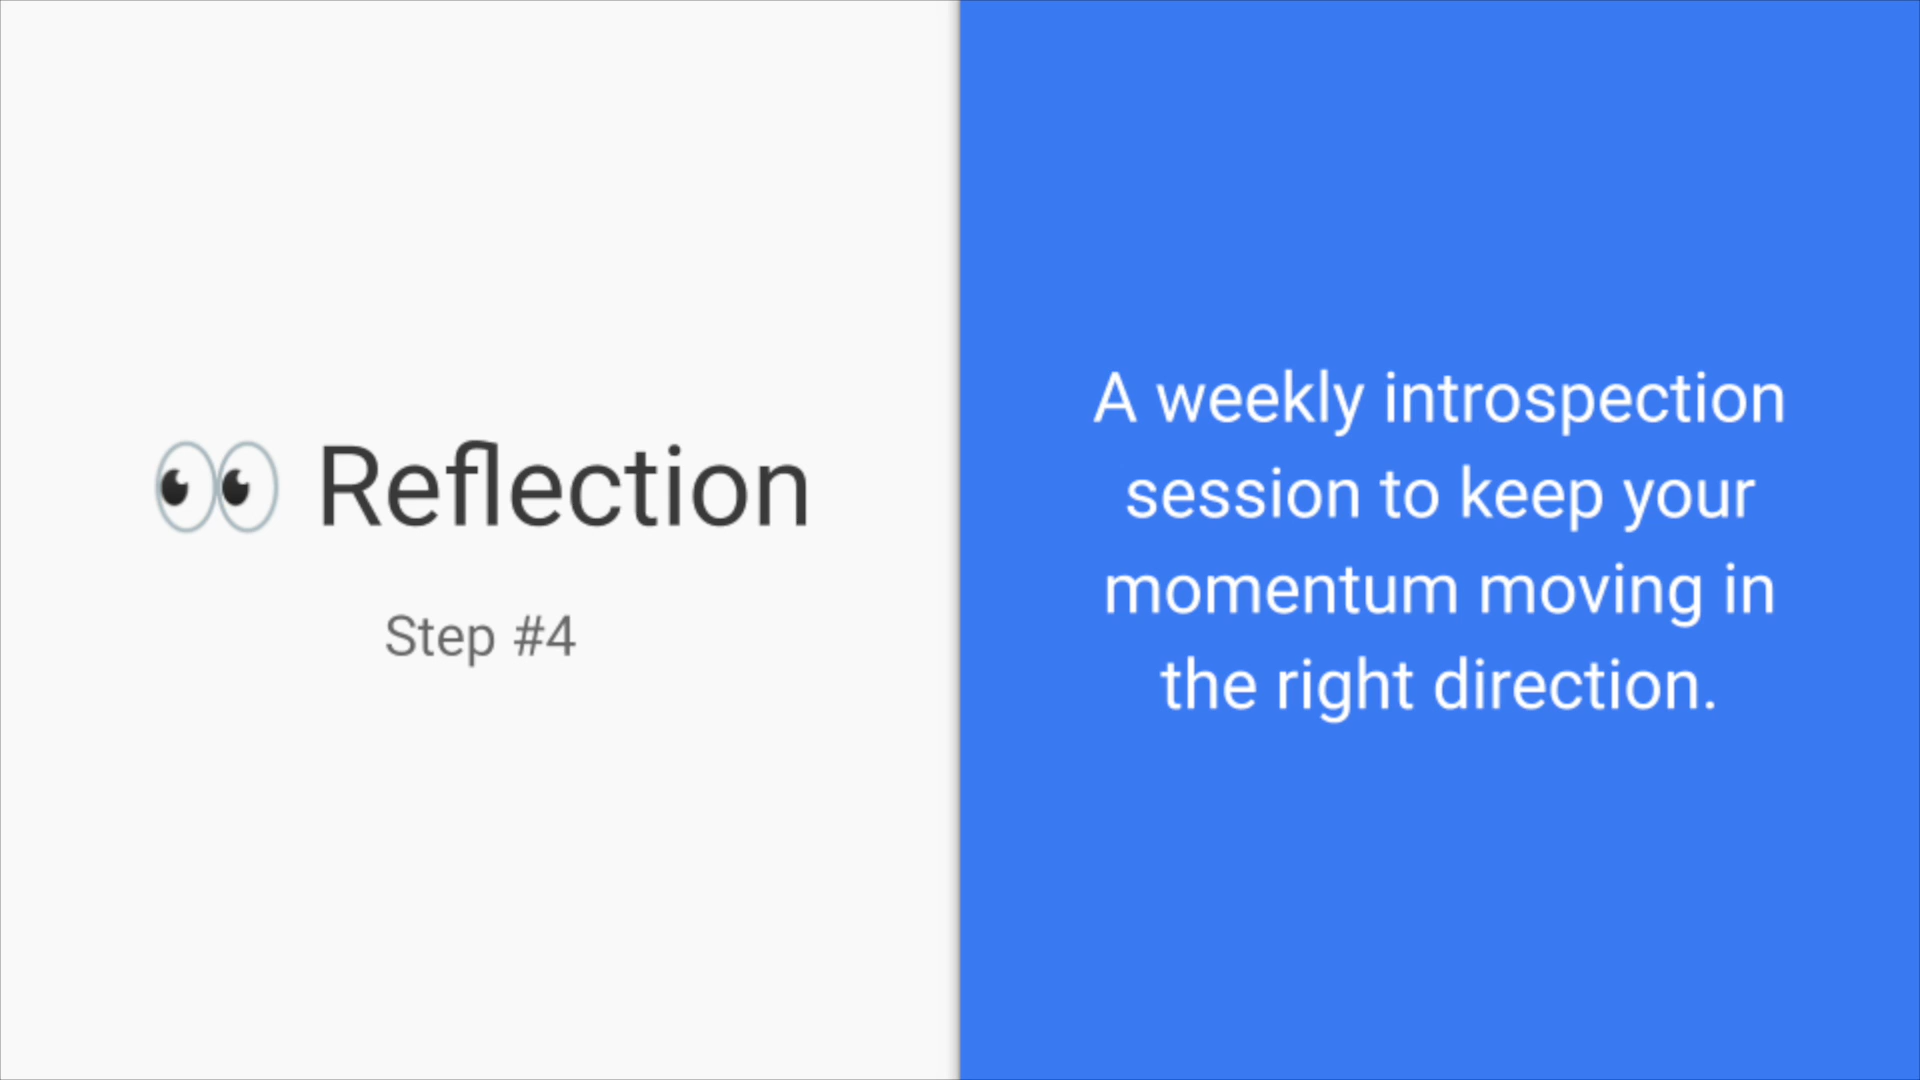 👀 Reflection
Step #4
A weekly introspection
session to keep your
momentum moving in
the right direction.